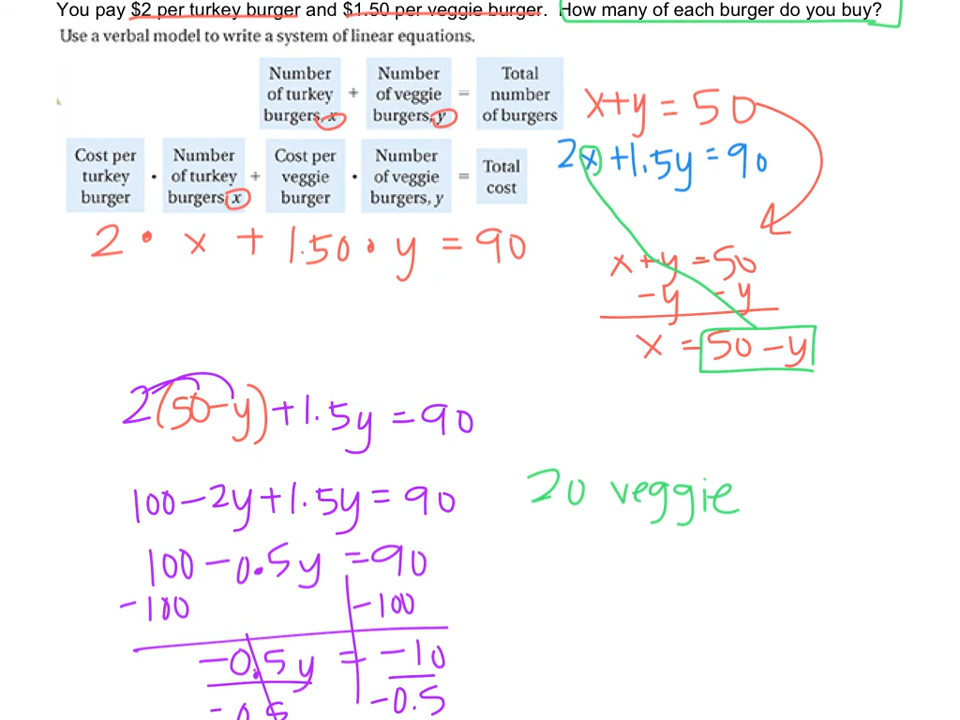 You pay $2 per turkey burger and $1.50 per veggie burger. How many of each burger do you buy?
Use a verbal model to write a system of linear equations.
Number of turkey burgers, x + Number of veggie burgers, y = Total number of burgers
x+y = 50
2x+1.5y=90
Cost per turkey burger • Number of turkey burgers, x + Cost per veggie burger • Number of veggie burgers, y = Total cost
2 • x + 1.50 • y = 90
x+y =50
-y -y
x = 50-y
2(50-y)+1.5y=90
100-2y+1.5y=90
20 veggie
100-0.5y =90
-100 -100
-0.5y = -10
-0.5 -0.5